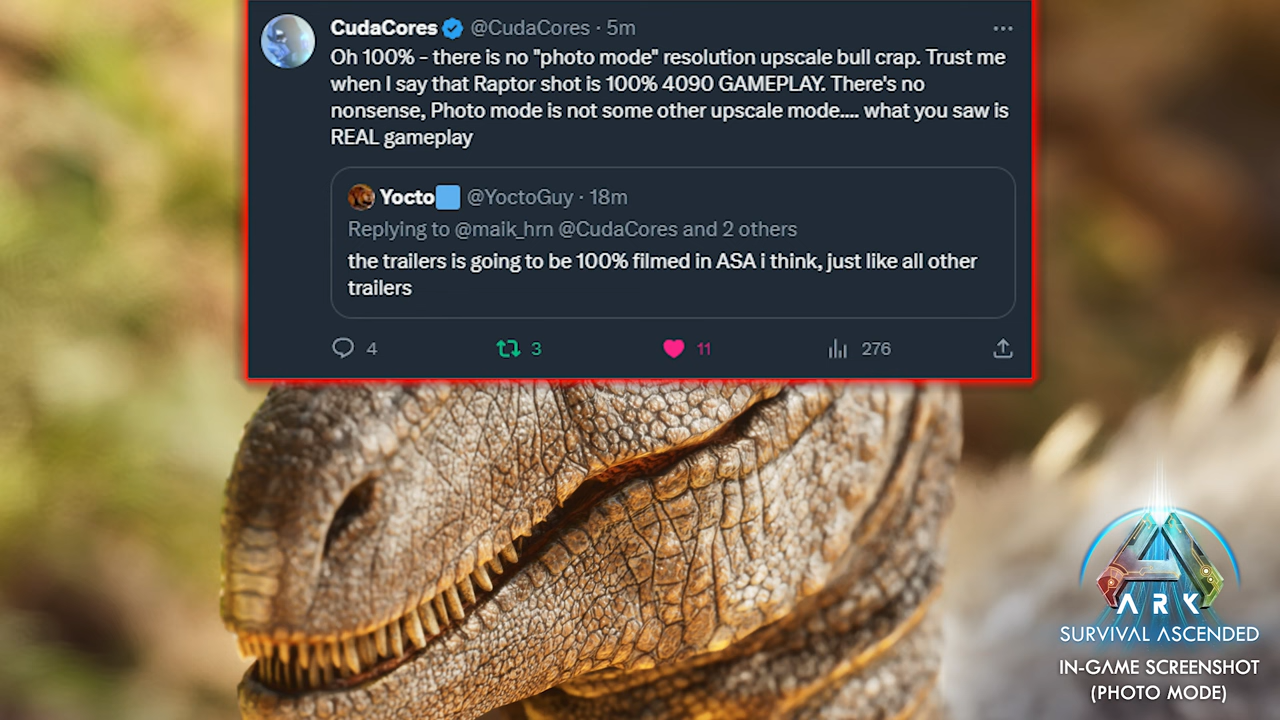 CudaCores @CudaCores · 5m
Oh 100% - there is no "photo mode" resolution upscale bull crap. Trust me
when I say that Raptor shot is 100% 4090 GAMEPLAY. There's no
nonsense, Photo mode is not some other upscale mode.... what you saw is
REAL gameplay
Yocto @YoctoGuy · 18m
Replying to @maik_hrn @CudaCores and 2 others
the trailers is going to be 100% filmed in ASA i think, just like all other
trailers
4 3 11 276
ARK
SURVIVAL ASCENDED
IN-GAME SCREENSHOT
(PHOTO MODE)